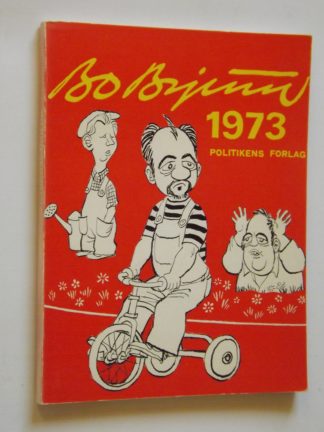 Bo Bojesen
1973
POLITIKENS FORLAG